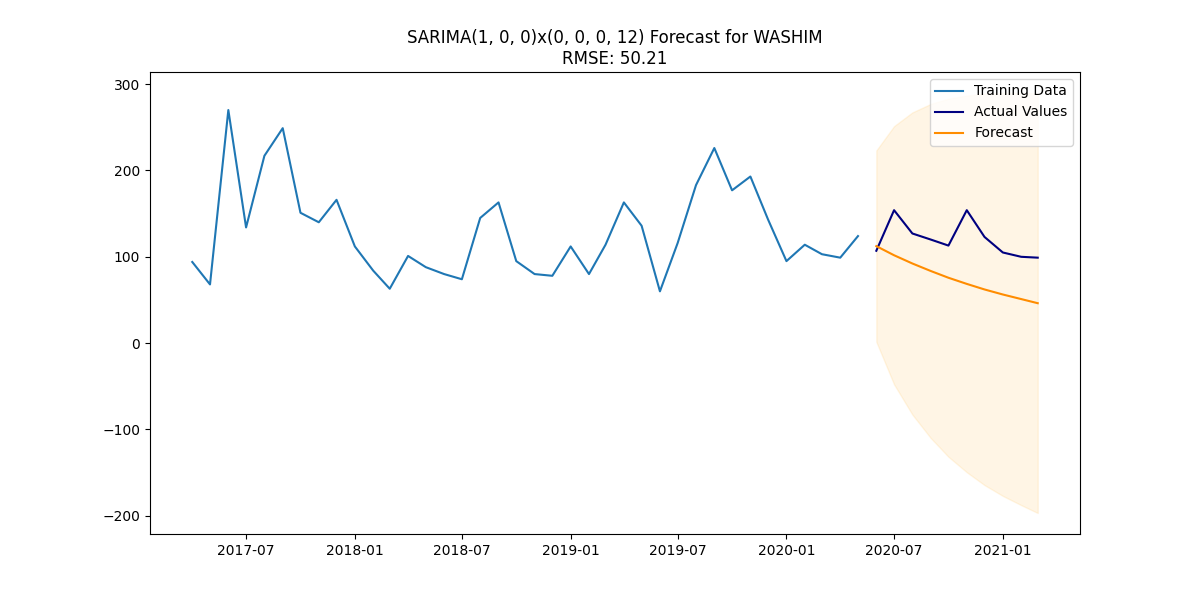 SARIMA(1, 0, 0)x(0, 0, 0, 12) Forecast for WASHIM
RMSE: 50.21
Training Data
Actual Values
Forecast
300
200
100
0
−100
−200
2017-07
2018-01
2018-07
2019-01
2019-07
2020-01
2020-07
2021-01